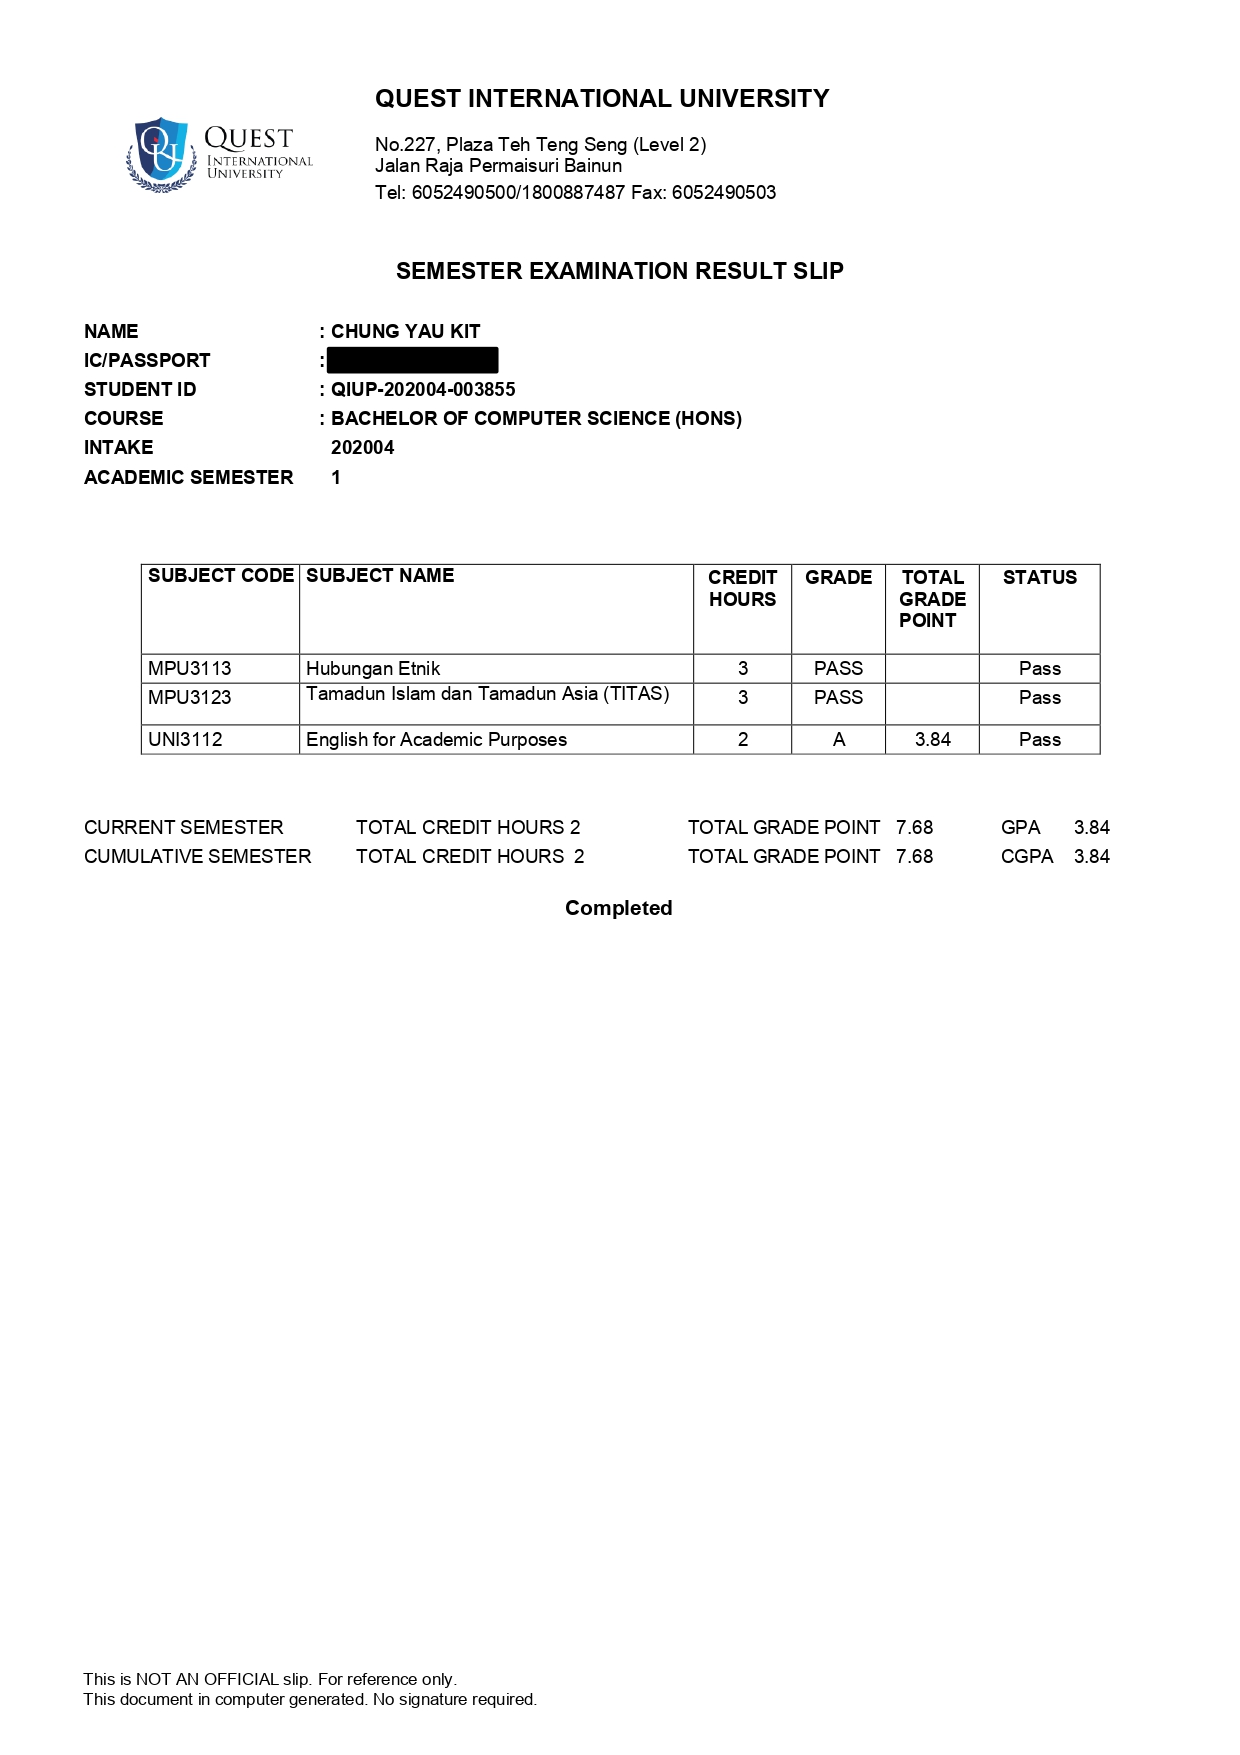 QUEST INTERNATIONAL UNIVERSITY
QIU
QUEST
INTERNATIONAL
UNIVERSITY
No.227, Plaza Teh Teng Seng (Level 2)
Jalan Raja Permaisuri Bainun
Tel: 6052490500/1800887487 Fax: 6052490503
SEMESTER EXAMINATION RESULT SLIP
NAME : CHUNG YAU KIT
IC/PASSPORT :
STUDENT ID : QIUP-202004-003855
COURSE : BACHELOR OF COMPUTER SCIENCE (HONS)
INTAKE 202004
ACADEMIC SEMESTER 1
SUBJECT CODE SUBJECT NAME CREDIT HOURS GRADE TOTAL GRADE POINT STATUS
MPU3113 Hubungan Etnik 3 PASS Pass
MPU3123 Tamadun Islam dan Tamadun Asia (TITAS) 3 PASS Pass
UNI3112 English for Academic Purposes 2 A 3.84 Pass
CURRENT SEMESTER TOTAL CREDIT HOURS 2 TOTAL GRADE POINT 7.68 GPA 3.84
CUMULATIVE SEMESTER TOTAL CREDIT HOURS 2 TOTAL GRADE POINT 7.68 CGPA 3.84
Completed
This is NOT AN OFFICIAL slip. For reference only.
This document in computer generated. No signature required.